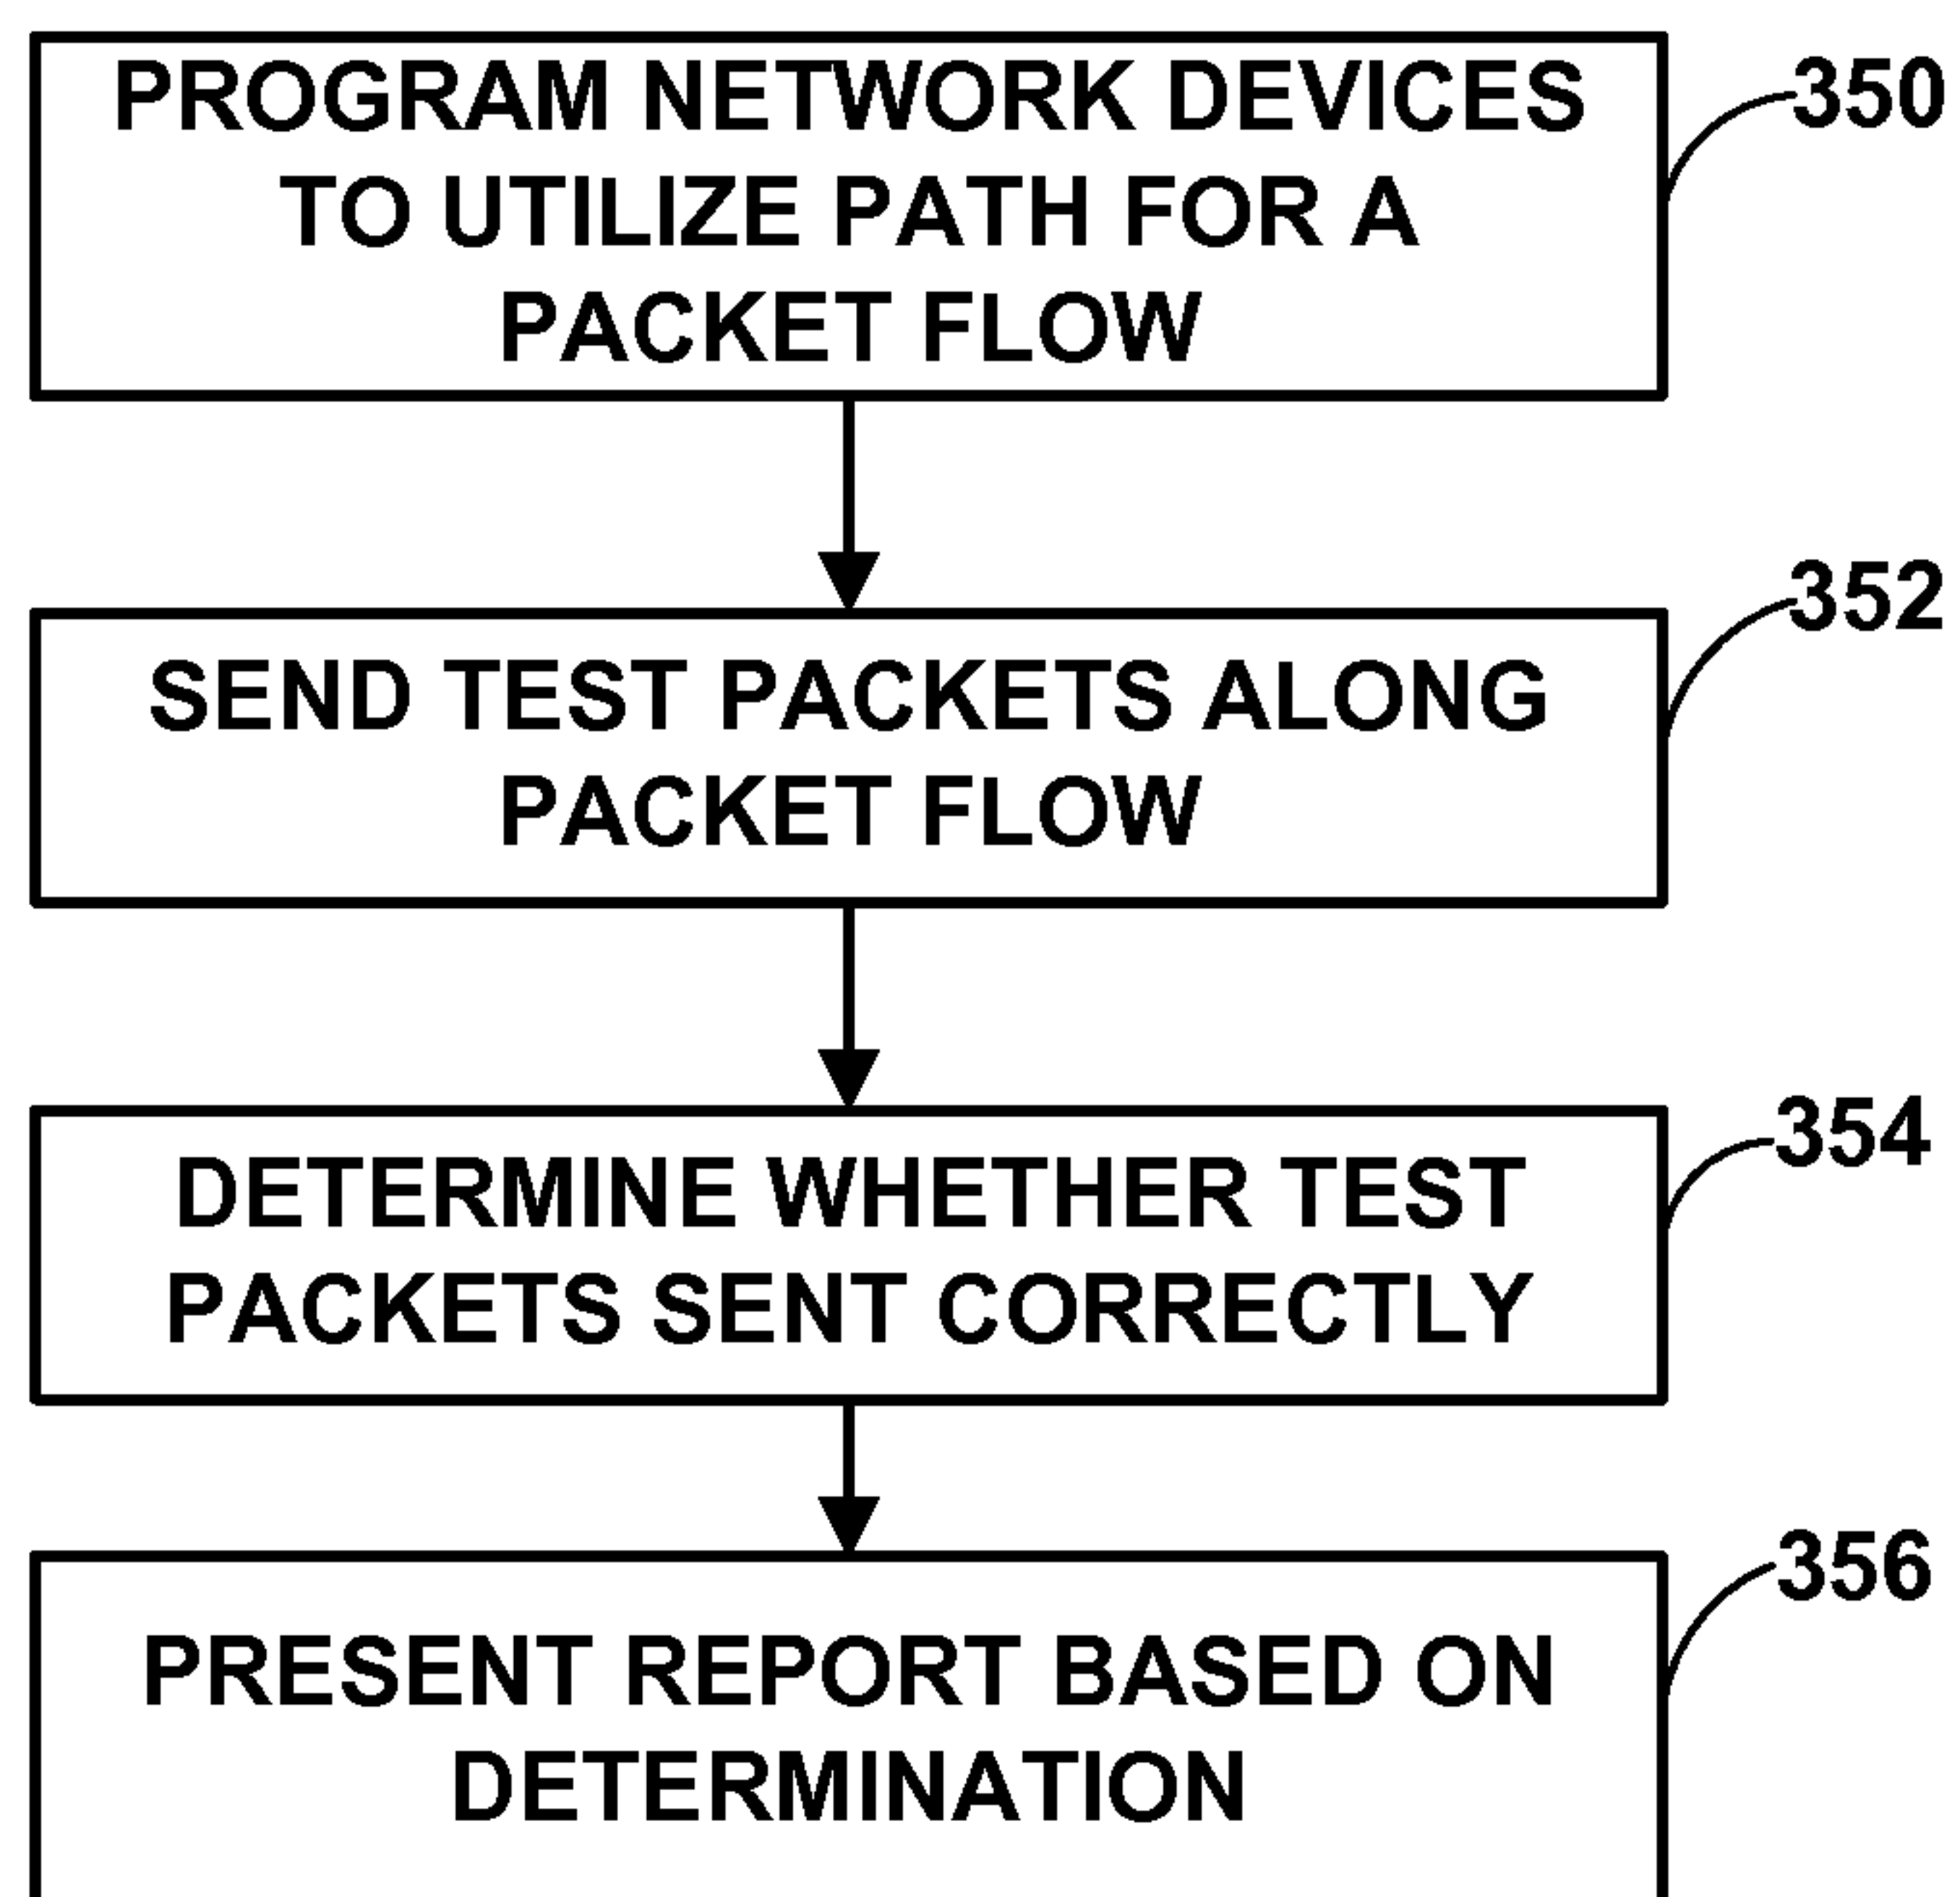 PROGRAM NETWORK DEVICES
TO UTILIZE PATH FOR A
PACKET FLOW
350
SEND TEST PACKETS ALONG
PACKET FLOW
352
DETERMINE WHETHER TEST
PACKETS SENT CORRECTLY
354
PRESENT REPORT BASED ON
DETERMINATION
356